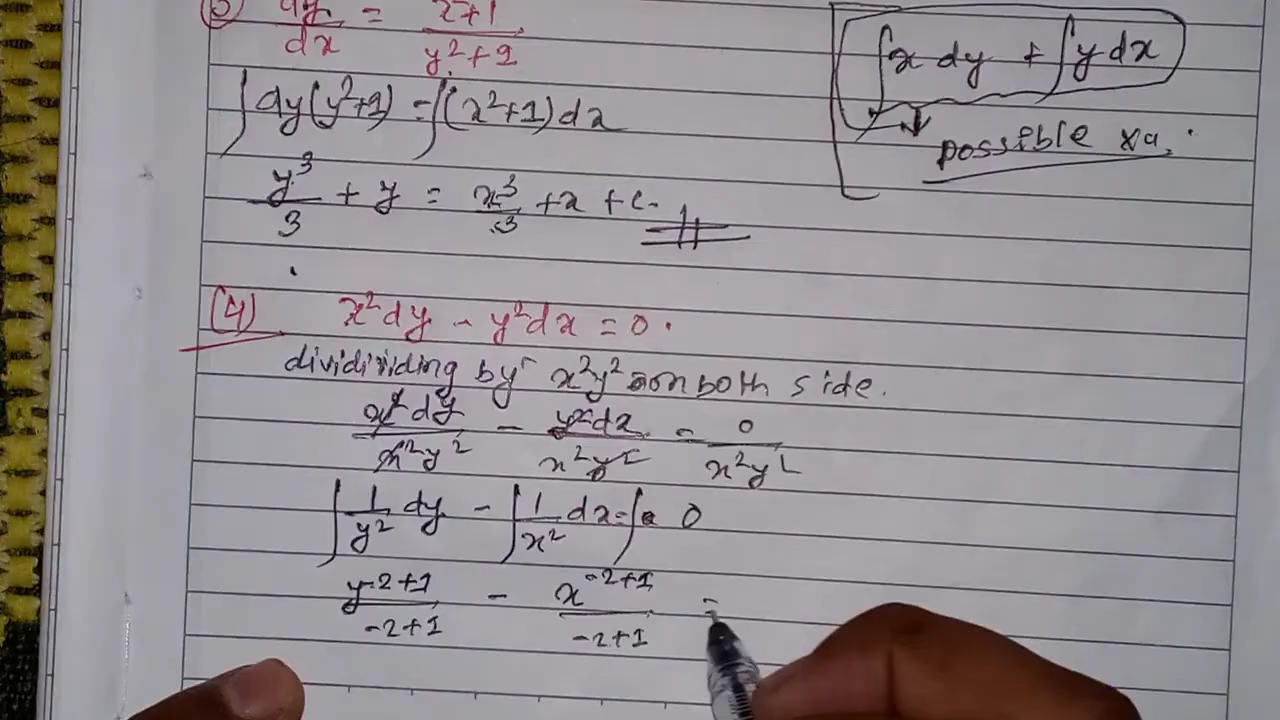 dy/dx = x²+1/y²+1
∫dy(y²+1) = ∫(x²+1)dx
y³/3 + y = x³/3 + x + c.
∫x dy + ∫y dx
possible
(4) x²dy - y²dx = 0.
dividividing by x²y² on both side.
x²dy/x²y² - y²dx/x²y² = 0/x²y²
∫1/y² dy - ∫1/x² dx = ∫ 0
y-2+1/-2+1 - x^-2+1/-2+1 =